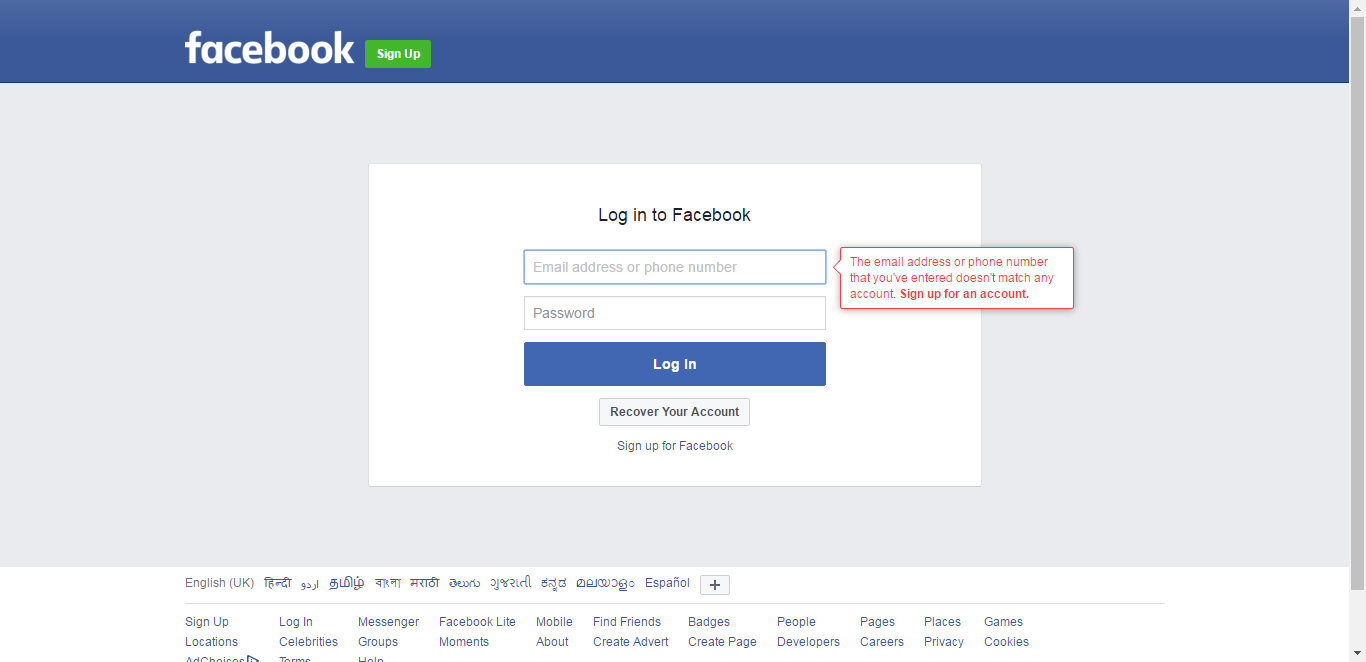 facebook Sign Up
Log in to Facebook
Email address or phone number
The email address or phone number
that you've entered doesn't match any
account. Sign up for an account.
Password
Log In
Recover Your Account
Sign up for Facebook
English (UK) हिन्दी اردو தமிழ் বাংলা मराठी తెలుగు ગુજરાતી ಕನ್ನಡ മലയാളം Español +
Sign Up Log In Messenger Facebook Lite Mobile Find Friends Badges People Pages Places Games
Locations Celebrities Groups Moments About Create Advert Create Page Developers Careers Privacy Cookies
AdChoices Terms Help